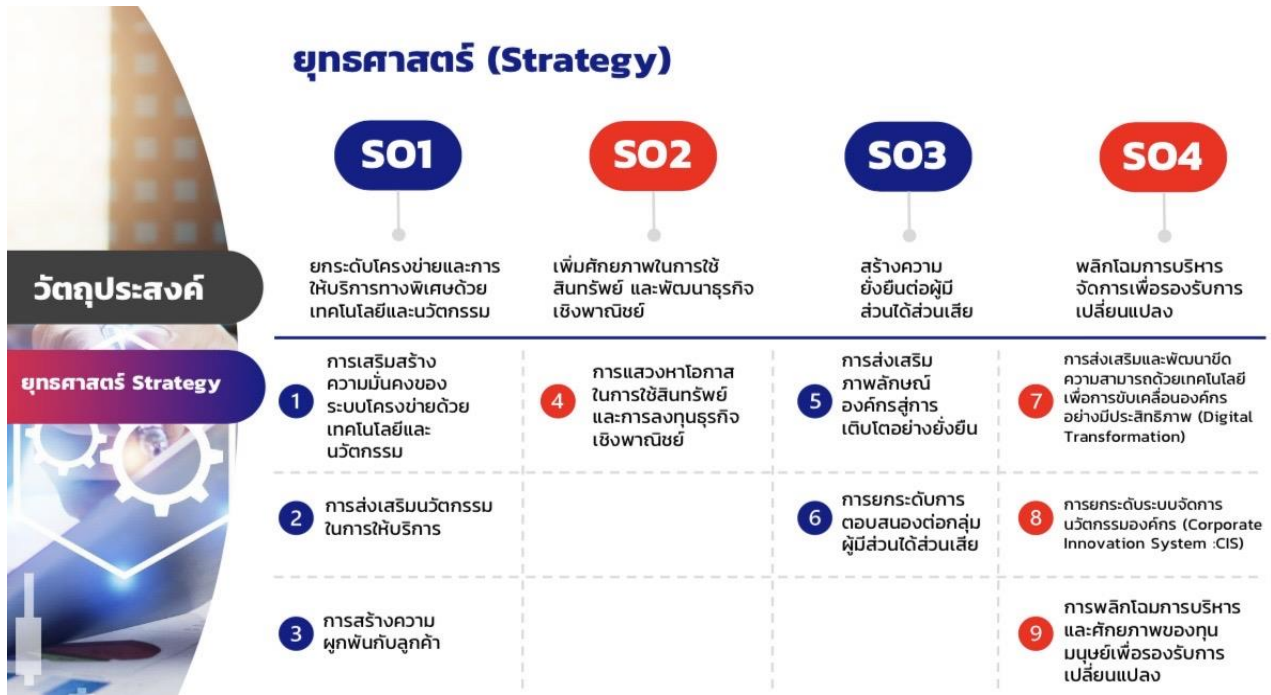 ยุทธศาสตร์ (Strategy)
SO1
SO2
SO3
SO4
วัตถุประสงค์
ยกระดับโครงข่ายและการ
ให้บริการทางพิเศษด้วย
เทคโนโลยีและนวัตกรรม
เพิ่มศักยภาพในการใช้
สินทรัพย์ และพัฒนาธุรกิจ
เชิงพาณิชย์
สร้างความ
ยั่งยืนต่อผู้มี
ส่วนได้ส่วนเสีย
พลิกโฉมการบริหาร
จัดการเพื่อรองรับการ
เปลี่ยนแปลง
ยุทธศาสตร์ Strategy
1
การเสริมสร้าง
ความมั่นคงของ
ระบบโครงข่ายด้วย
เทคโนโลยีและ
นวัตกรรม
4
การแสวงหาโอกาส
ในการใช้สินทรัพย์
และการลงทุนธุรกิจ
เชิงพาณิชย์
5
การส่งเสริม
ภาพลักษณ์
องค์กรสู่การ
เติบโตอย่างยั่งยืน
7
การส่งเสริมและพัฒนาขีด
ความสามารถด้วยเทคโนโลยี
เพื่อการขับเคลื่อนองค์กร
อย่างมีประสิทธิภาพ (Digital
Transformation)
2
การส่งเสริมนวัตกรรม
ในการให้บริการ
6
การยกระดับการ
ตอบสนองต่อกลุ่ม
ผู้มีส่วนได้ส่วนเสีย
8
การยกระดับระบบจัดการ
นวัตกรรมองค์กร (Corporate
Innovation System :CIS)
3
การสร้างความ
ผูกพันกับลูกค้า
9
การพลิกโฉมการบริหาร
และศักยภาพของทุน
มนุษย์เพื่อรองรับการ
เปลี่ยนแปลง